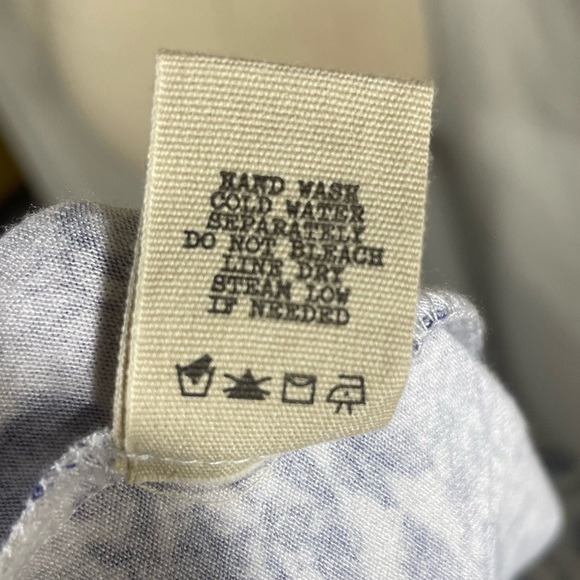 HAND WASH
COLD WATER
SEPARATELY
DO NOT BLEACH
LINE DRY
STEAM LOW
IF NEEDED